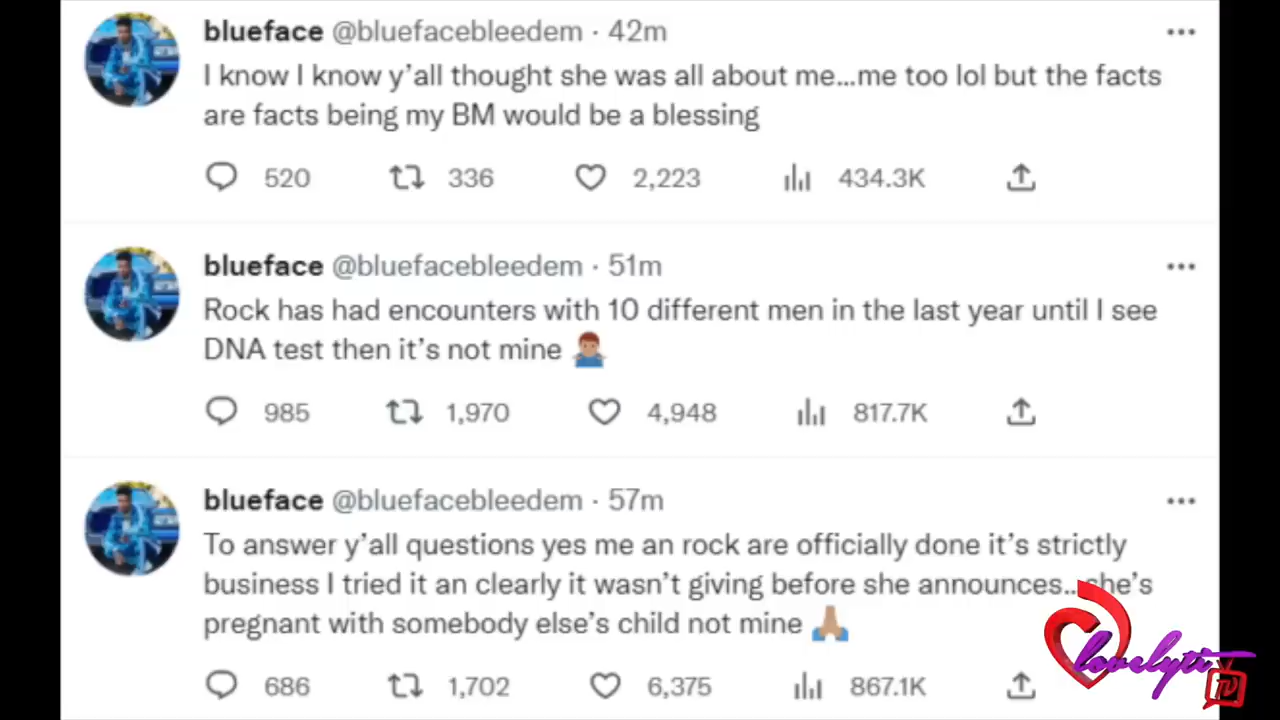 blueface @bluefacebleedem · 42m
I know I know y'all thought she was all about me...me too lol but the facts
are facts being my BM would be a blessing
520 336 2,223 434.3K
blueface @bluefacebleedem · 51m
Rock has had encounters with 10 different men in the last year until I see
DNA test then it's not mine 🤷🏽‍♂️
985 1,970 4,948 817.7K
blueface @bluefacebleedem · 57m
To answer y'all questions yes me an rock are officially done it's strictly
business I tried it an clearly it wasn't giving before she announces...she's
pregnant with somebody else's child not mine 🙏🏽
686 1,702 6,375 867.1K
lovelyti
TV